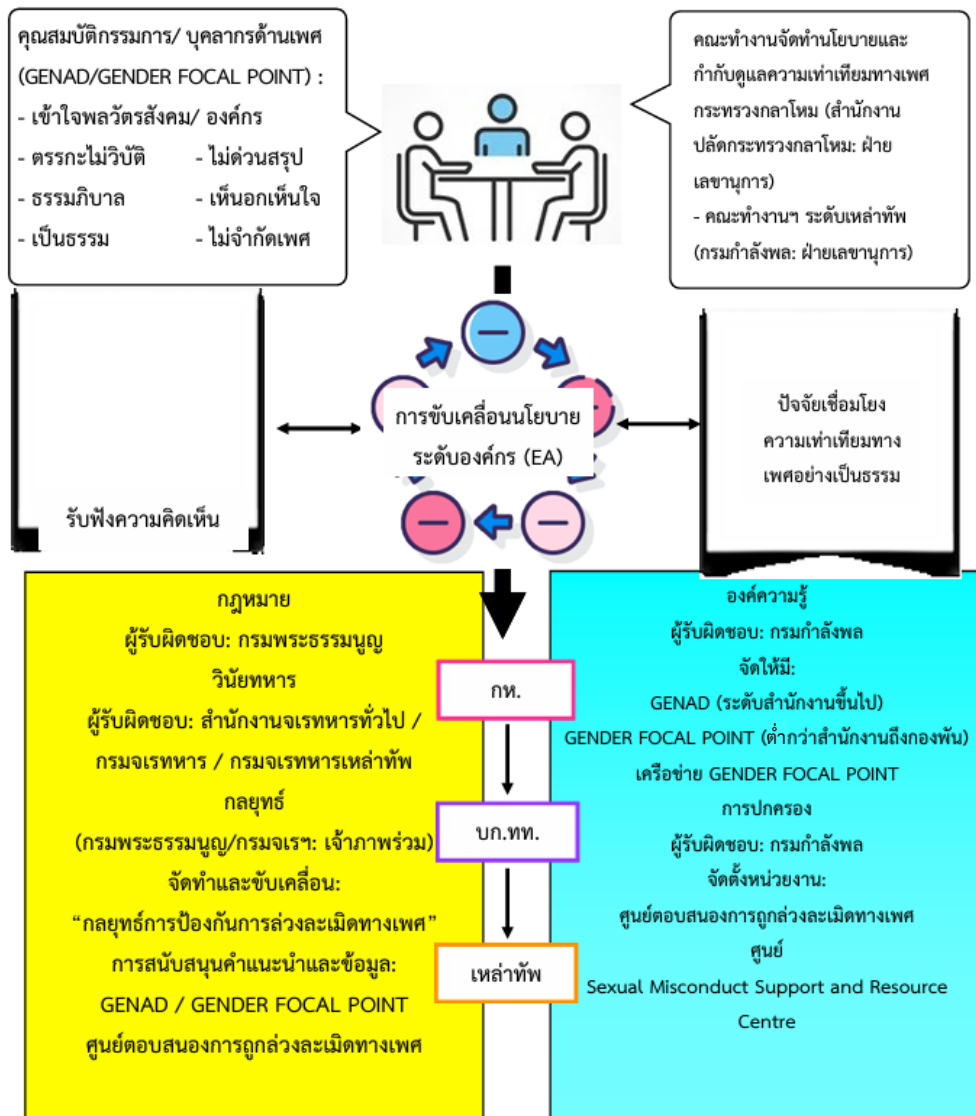 คุณสมบัติกรรมการ/ บุคลากรด้านเพศ
(GENAD/GENDER FOCAL POINT) :
- เข้าใจพลวัตรสังคม/ องค์กร
- ตรรกะไม่วิบัติ - ไม่ด่วนสรุป
- ธรรมภิบาล - เห็นอกเห็นใจ
- เป็นธรรม - ไม่จำกัดเพศ
คณะทำงานจัดทำนโยบายและ
กำกับดูแลความเท่าเทียมทางเพศ
กระทรวงกลาโหม (สำนักงาน
ปลัดกระทรวงกลาโหม: ฝ่าย
เลขานุการ)
- คณะทำงานฯ ระดับเหล่าทัพ
(กรมกำลังพล: ฝ่ายเลขานุการ)
รับฟังความคิดเห็น
การขับเคลื่อนนโยบาย
ระดับองค์กร (EA)
ปัจจัยเชื่อมโยง
ความเท่าเทียมทาง
เพศอย่างเป็นธรรม
กฎหมาย
ผู้รับผิดชอบ: กรมพระธรรมนูญ
วินัยทหาร
ผู้รับผิดชอบ: สำนักงานจเรทหารทั่วไป /
กรมจเรทหาร / กรมจเรทหารเหล่าทัพ
กลยุทธ์
(กรมพระธรรมนูญ/กรมจเรฯ: เจ้าภาพร่วม)
จัดทำและขับเคลื่อน:
“กลยุทธ์การป้องกันการล่วงละเมิดทางเพศ”
การสนับสนุนคำแนะนำและข้อมูล:
GENAD / GENDER FOCAL POINT
ศูนย์ตอบสนองการถูกล่วงละเมิดทางเพศ
กห.
บก.ทท.
เหล่าทัพ
องค์ความรู้
ผู้รับผิดชอบ: กรมกำลังพล
จัดให้มี:
GENAD (ระดับสำนักงานขึ้นไป)
GENDER FOCAL POINT (ต่ำกว่าสำนักงานถึงกองพัน)
เครือข่าย GENDER FOCAL POINT
การปกครอง
ผู้รับผิดชอบ: กรมกำลังพล
จัดตั้งหน่วยงาน:
ศูนย์ตอบสนองการถูกล่วงละเมิดทางเพศ
ศูนย์
Sexual Misconduct Support and Resource
Centre